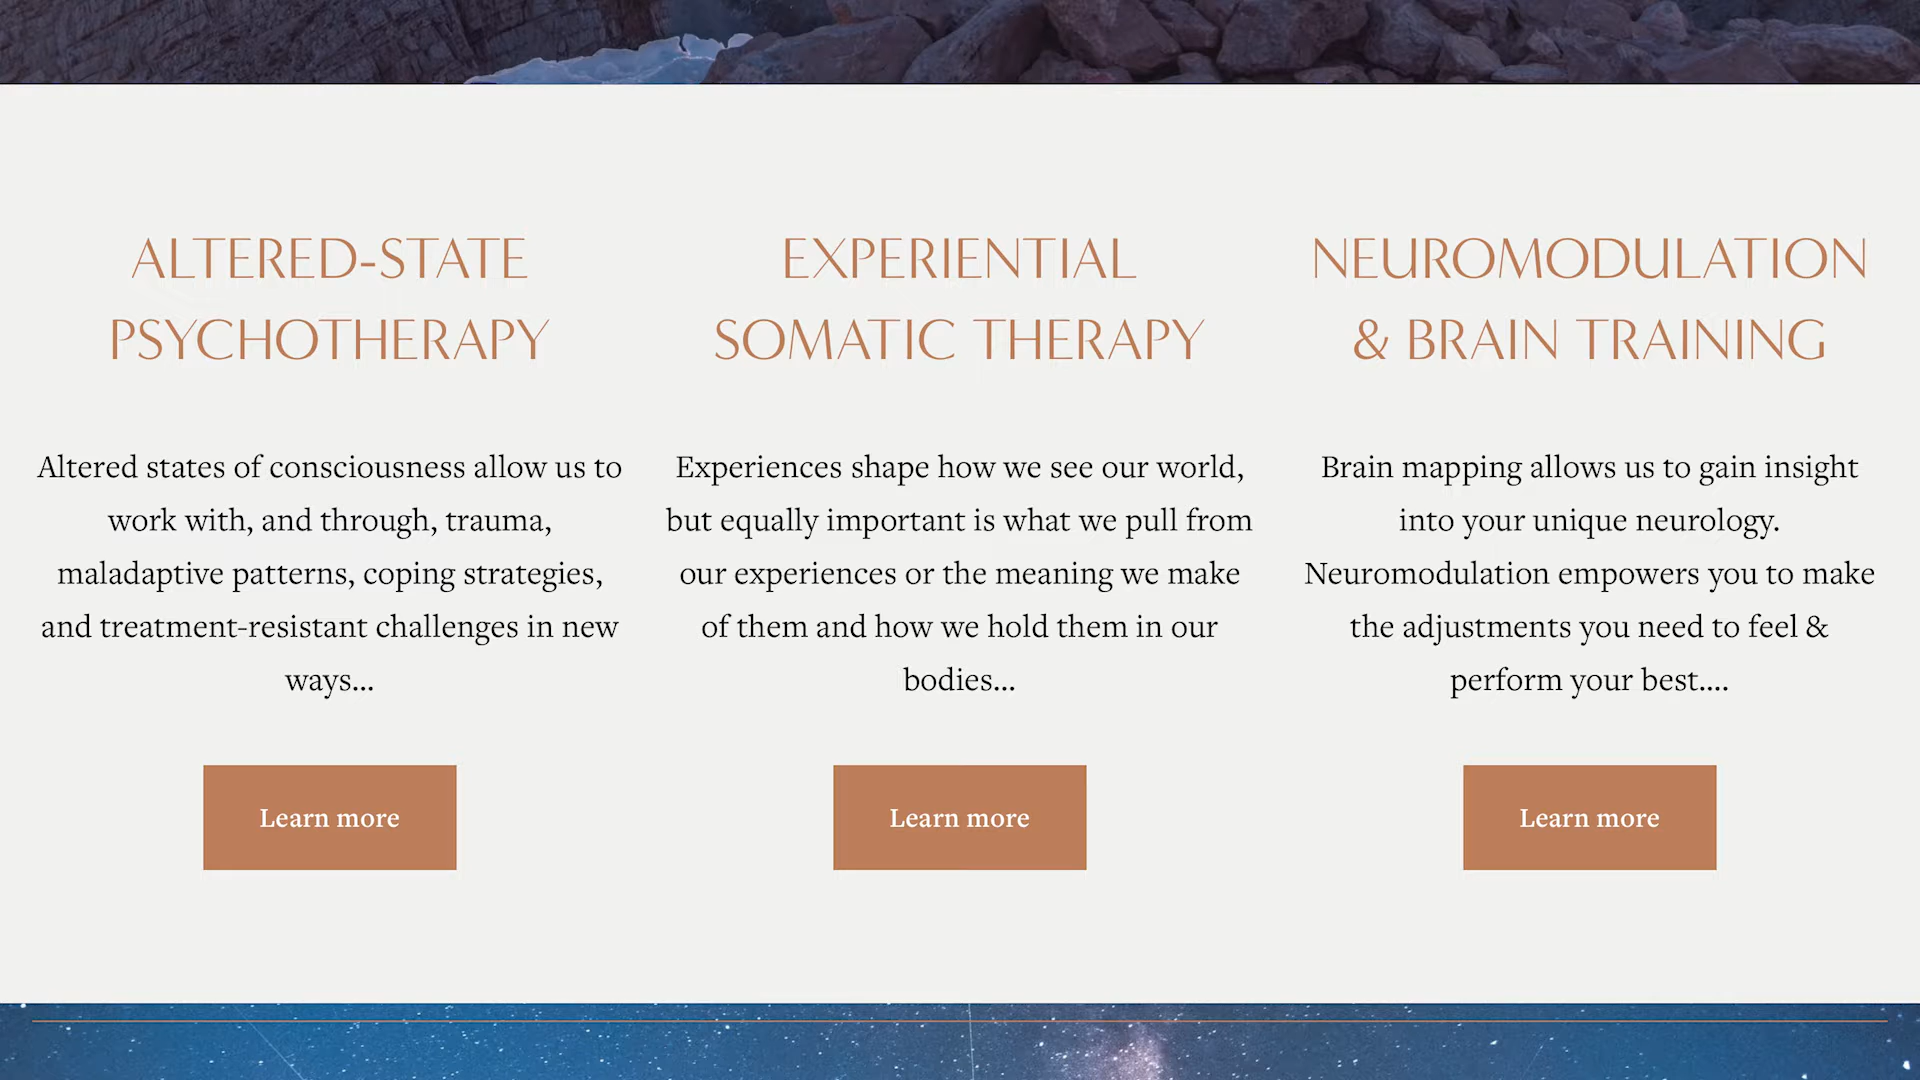 ALTERED-STATE
PSYCHOTHERAPY
Altered states of consciousness allow us to
work with, and through, trauma,
maladaptive patterns, coping strategies,
and treatment-resistant challenges in new
ways...
Learn more
EXPERIENTIAL
SOMATIC THERAPY
Experiences shape how we see our world,
but equally important is what we pull from
our experiences or the meaning we make
of them and how we hold them in our
bodies...
Learn more
NEUROMODULATION
& BRAIN TRAINING
Brain mapping allows us to gain insight
into your unique neurology.
Neuromodulation empowers you to make
the adjustments you need to feel &
perform your best....
Learn more